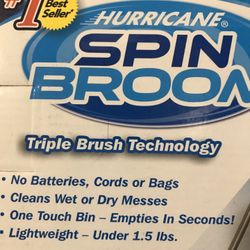 #1 Best
Seller*
HURRICANE®
SPIN
BROOM
Triple Brush Technology
• No Batteries, Cords or Bags
• Cleans Wet or Dry Messes
• One Touch Bin – Empties In Seconds!
• Lightweight – Under 1.5 lbs.